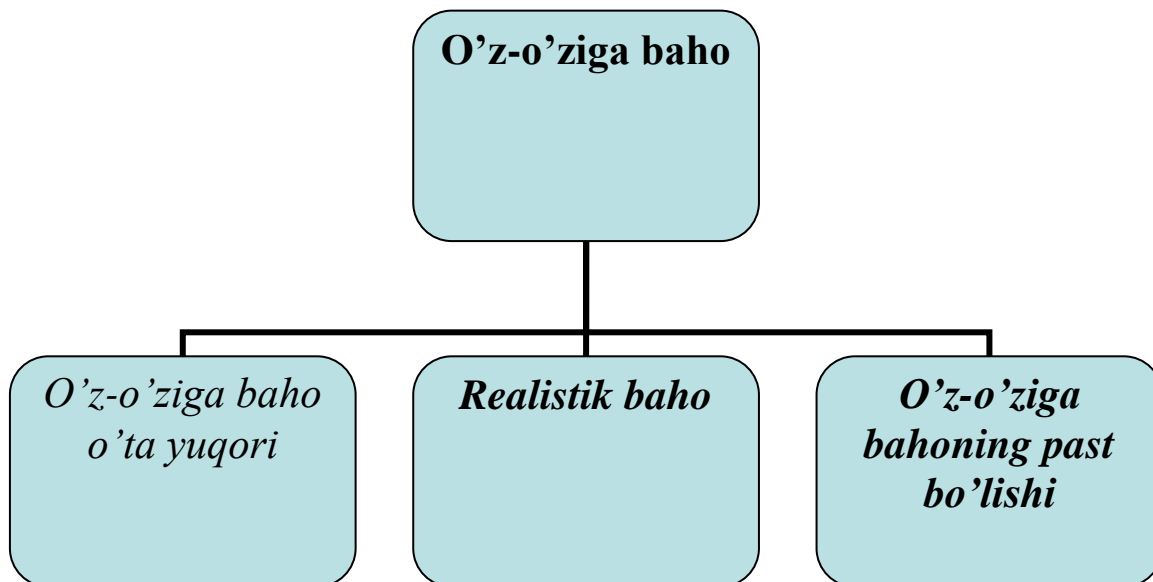 O’z-o’ziga baho
O’z-o’ziga baho
o’ta yuqori
Realistik baho
O’z-o’ziga
bahoning past
bo’lishi